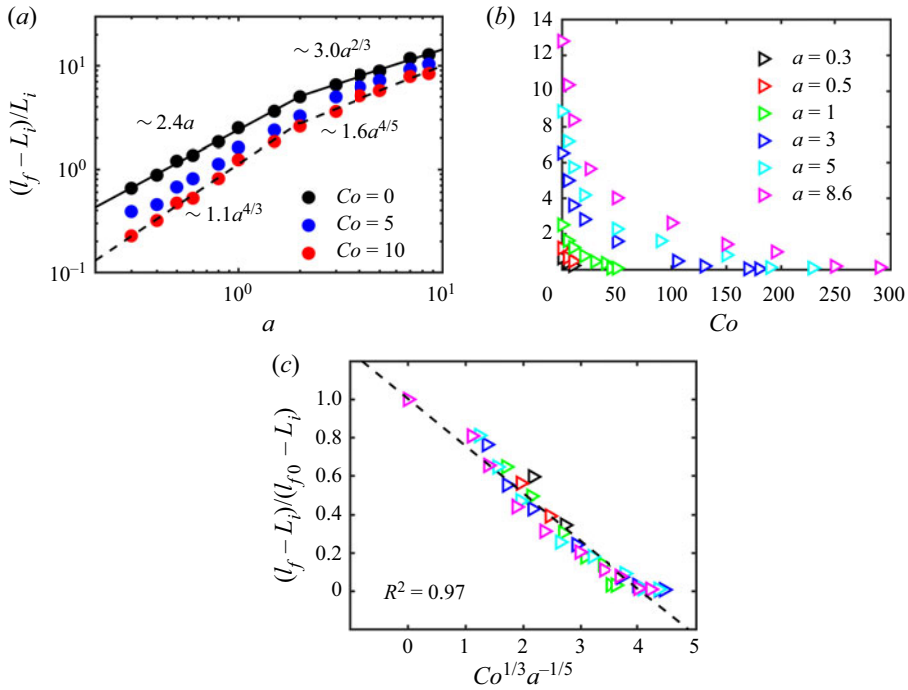 (a)
(l_f – L_i)/L_i
10^1
10^0
10^{–1}
~ 3.0a^{2/3}
~ 2.4a
~ 1.6a^{4/5}
~ 1.1a^{4/3}
Co = 0
Co = 5
Co = 10
10^0
10^1
a
(b)
14
12
10
8
6
4
2
0
50
100
150
200
250
300
Co
a = 0.3
a = 0.5
a = 1
a = 3
a = 5
a = 8.6
(c)
(l_f – L_i)/(l_{f0} – L_i)
1.0
0.8
0.6
0.4
0.2
0
R^2 = 0.97
0
1
2
3
4
5
Co^{1/3}a^{–1/5}